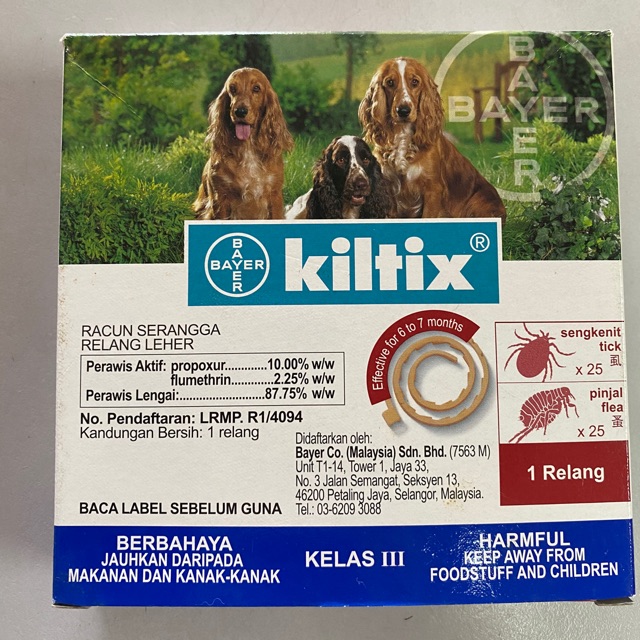 BAYER
BAYER
BAYER
BAYER
kiltix®
RACUN SERANGGA
RELANG LEHER
Perawis Aktif: propoxur.............10.00% w/w
flumethrin............2.25% w/w
Perawis Lengai:.......................87.75% w/w
No. Pendaftaran: LRMP. R1/4094
Kandungan Bersih: 1 relang
Effective for 6 to 7 months
sengkenit
tick
虱
x 25
pinjal
flea
蚤
x 25
1 Relang
Didaftarkan oleh:
Bayer Co. (Malaysia) Sdn. Bhd. (7563 M)
Unit T1-14, Tower 1, Jaya 33,
No. 3 Jalan Semangat, Seksyen 13,
46200 Petaling Jaya, Selangor, Malaysia.
Tel.: 03-6209 3088
BACA LABEL SEBELUM GUNA
BERBAHAYA
JAUHKAN DARIPADA
MAKANAN DAN KANAK-KANAK
KELAS III
HARMFUL
KEEP AWAY FROM
FOODSTUFF AND CHILDREN